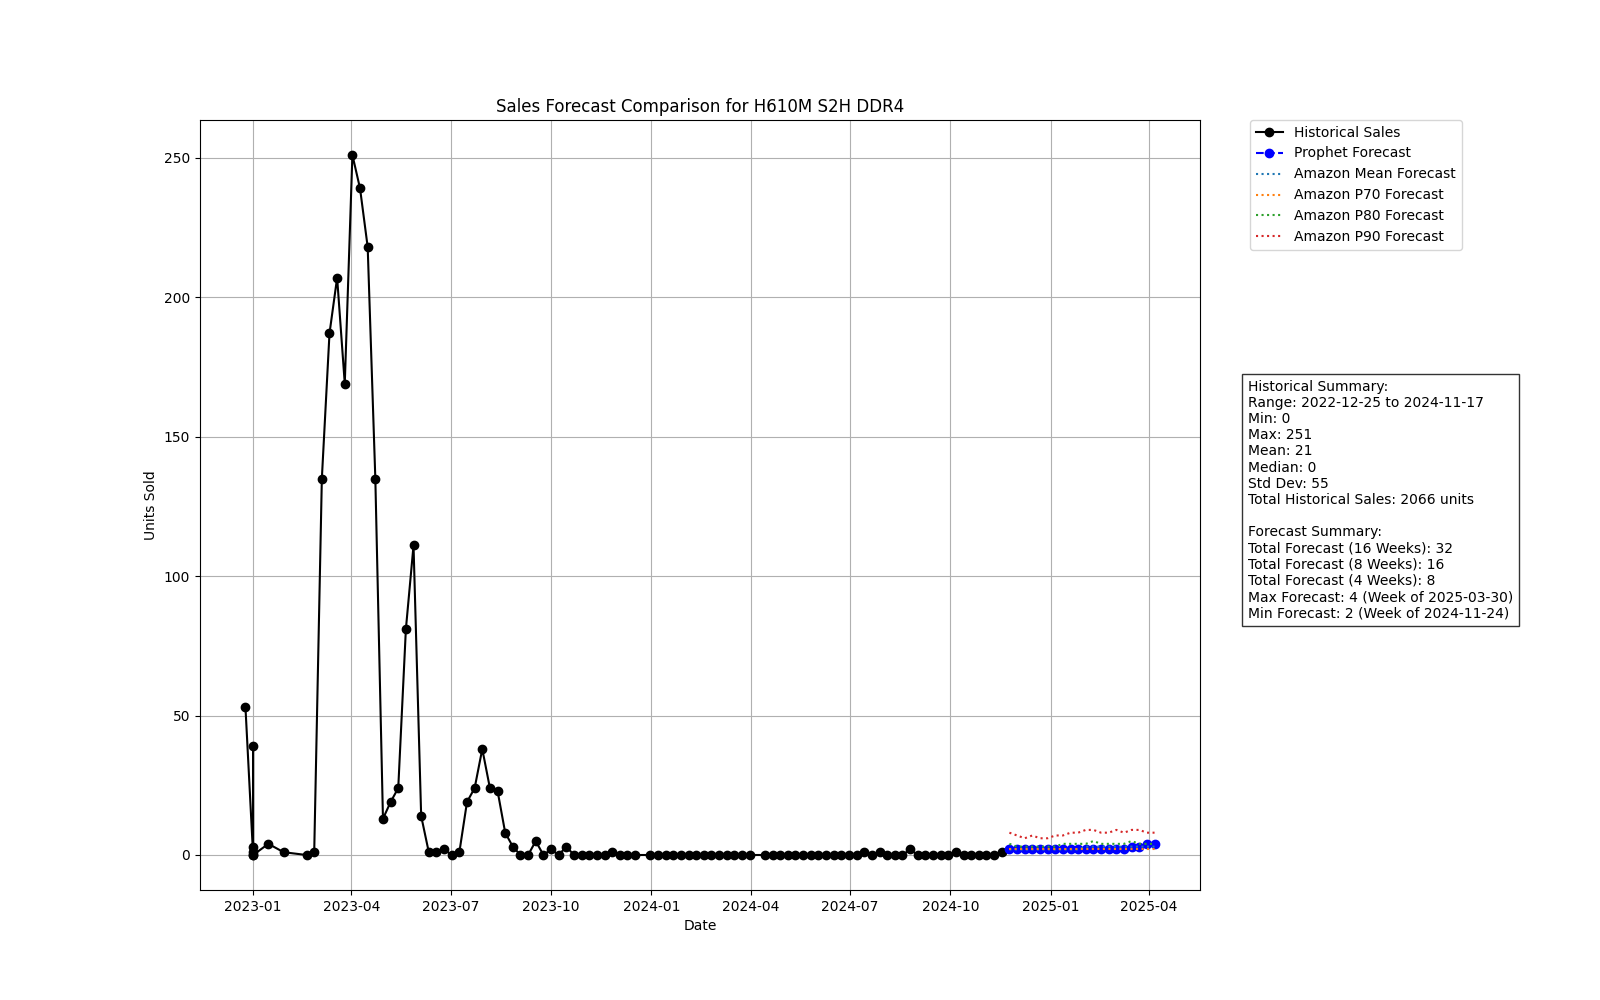 Sales Forecast Comparison for H610M S2H DDR4
Historical Sales
Prophet Forecast
Amazon Mean Forecast
Amazon P70 Forecast
Amazon P80 Forecast
Amazon P90 Forecast
250
200
150
100
50
0
Units Sold
2023-01
2023-04
2023-07
2023-10
2024-01
2024-04
2024-07
2024-10
2025-01
2025-04
Date
Historical Summary:
Range: 2022-12-25 to 2024-11-17
Min: 0
Max: 251
Mean: 21
Median: 0
Std Dev: 55
Total Historical Sales: 2066 units
Forecast Summary:
Total Forecast (16 Weeks): 32
Total Forecast (8 Weeks): 16
Total Forecast (4 Weeks): 8
Max Forecast: 4 (Week of 2025-03-30)
Min Forecast: 2 (Week of 2024-11-24)